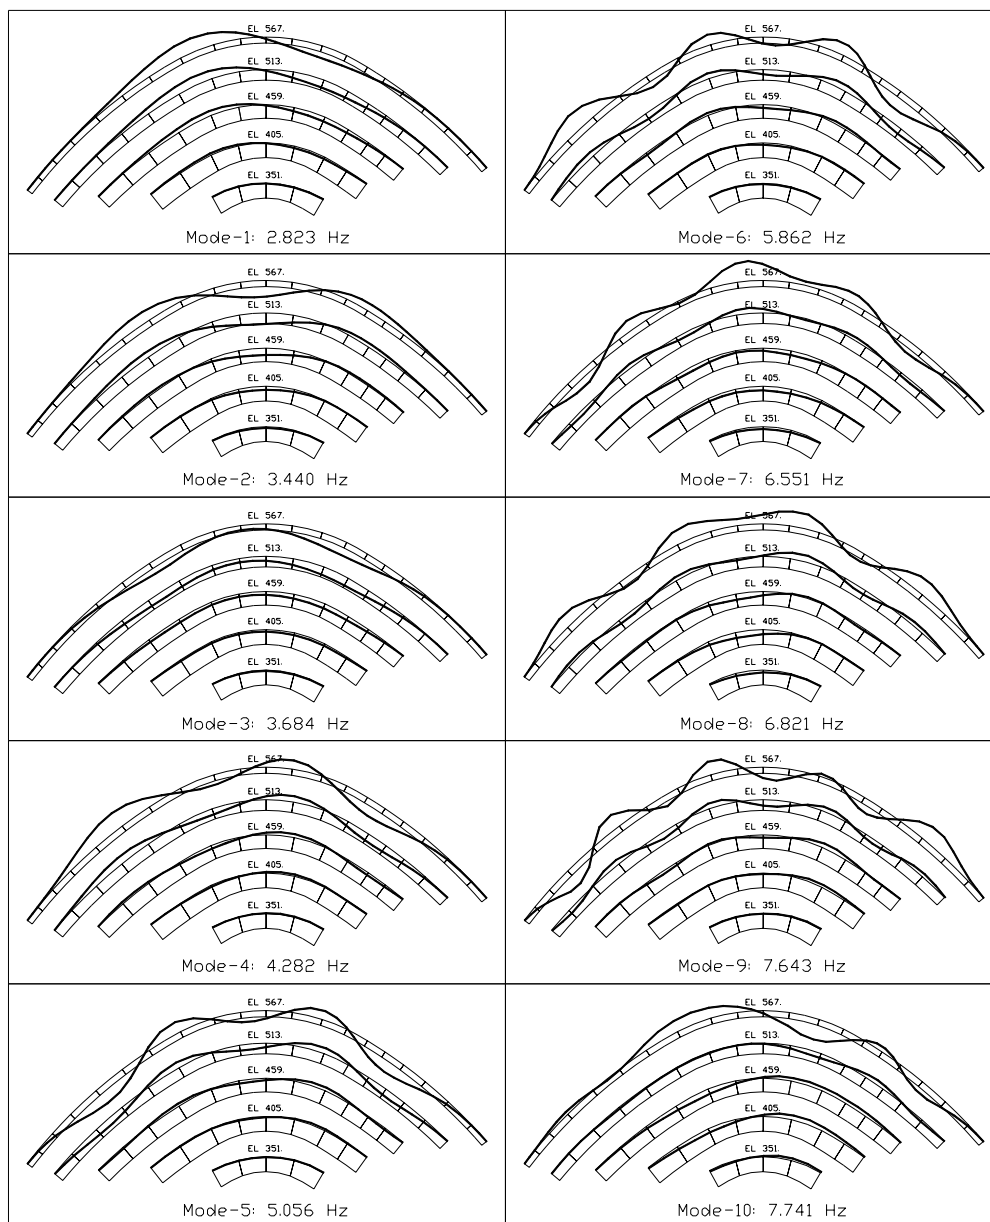 EL 567.
EL 513.
EL 459.
EL 405.
EL 351.
Mode-1: 2.823 Hz
EL 567.
EL 513.
EL 459.
EL 405.
EL 351.
Mode-2: 3.440 Hz
EL 567.
EL 513.
EL 459.
EL 405.
EL 351.
Mode-3: 3.684 Hz
EL 567.
EL 513.
EL 459.
EL 405.
EL 351.
Mode-4: 4.282 Hz
EL 567.
EL 513.
EL 459.
EL 405.
EL 351.
Mode-5: 5.056 Hz
EL 567.
EL 513.
EL 459.
EL 405.
EL 351.
Mode-6: 5.862 Hz
EL 567.
EL 513.
EL 459.
EL 405.
EL 351.
Mode-7: 6.551 Hz
EL 567.
EL 513.
EL 459.
EL 405.
EL 351.
Mode-8: 6.821 Hz
EL 567.
EL 513.
EL 459.
EL 405.
EL 351.
Mode-9: 7.643 Hz
EL 567.
EL 513.
EL 459.
EL 405.
EL 351.
Mode-10: 7.741 Hz